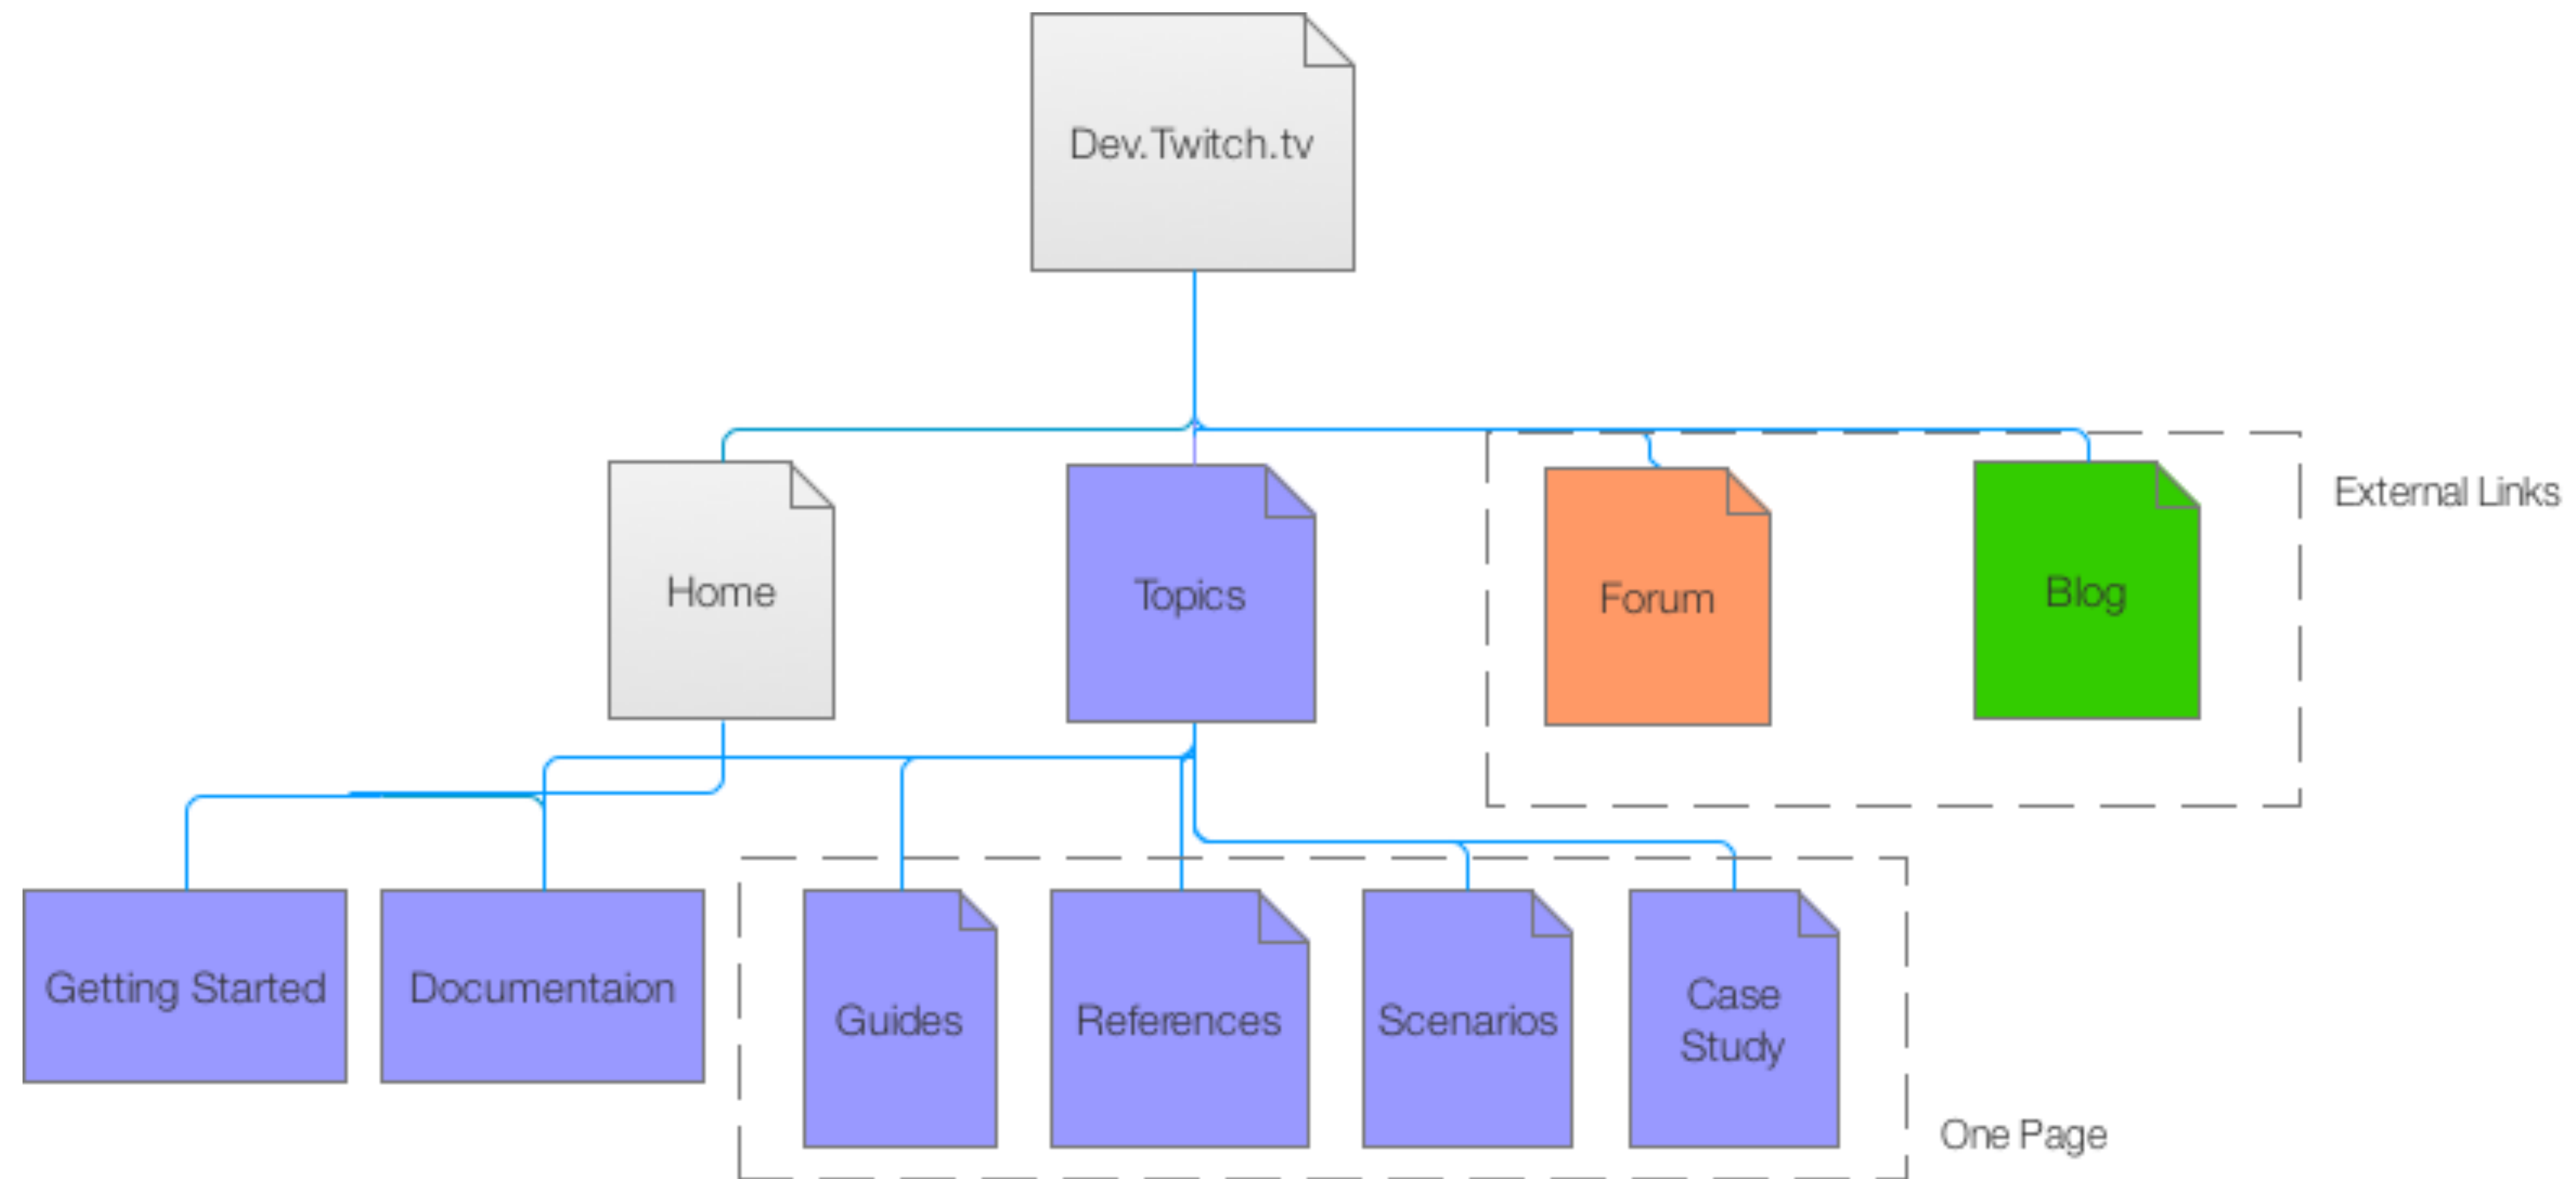 Dev.Twitch.tv
External Links
Home
Topics
Forum
Blog
Getting Started
Documentaion
Guides
References
Scenarios
Case
Study
One Page